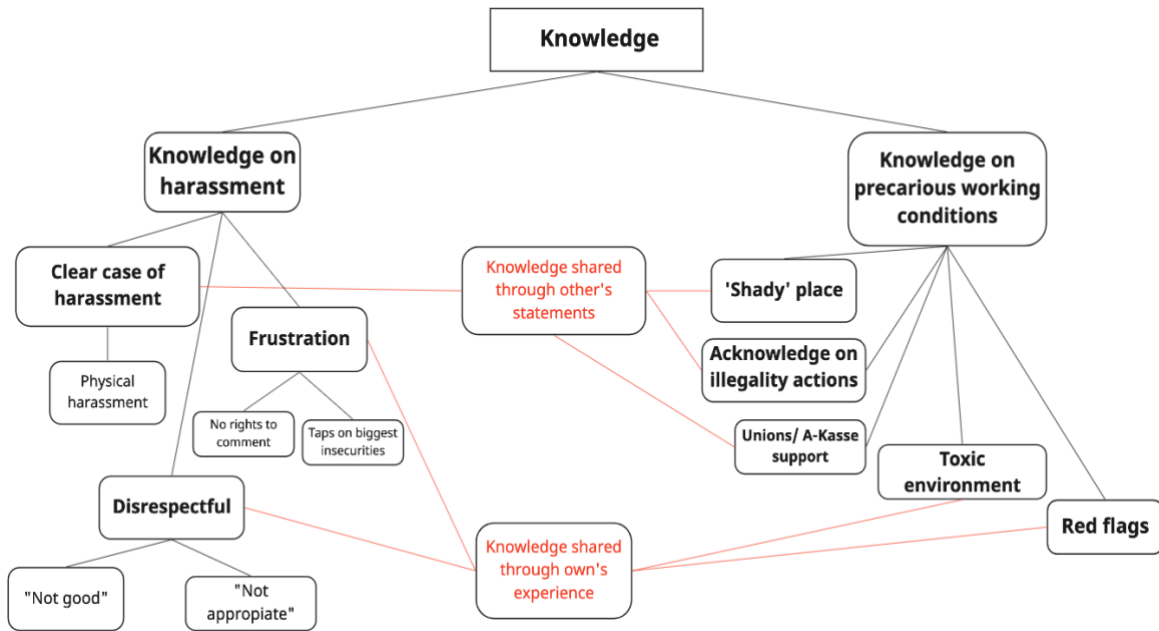 Knowledge
Knowledge on
harassment
Knowledge on
precarious working
conditions
Clear case of
harassment
Knowledge shared
through other's
statements
'Shady' place
Frustration
Acknowledge on
illegality actions
Physical
harassment
No rights to
comment
Taps on biggest
insecurities
Unions/ A-Kasse
support
Toxic
environment
Disrespectful
Red flags
Knowledge shared
through own's
experience
"Not good"
"Not
appropiate"